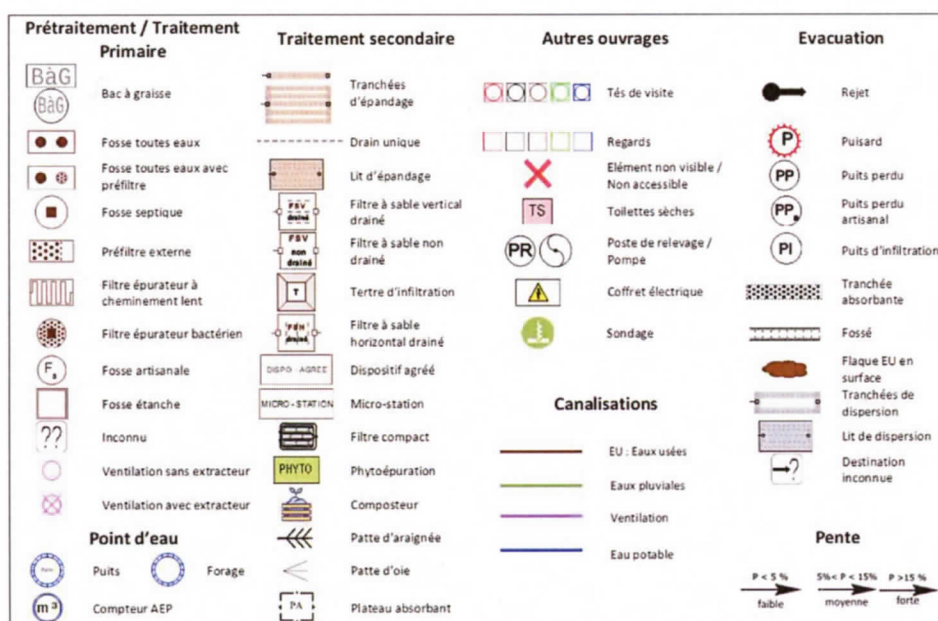 Prétraitement / Traitement
Primaire
BàG
BàG
Bac à graisse
Fosse toutes eaux
Fosse toutes eaux avec
préfiltre
Fosse septique
Préfiltre externe
Filtre épurateur à
cheminement lent
Filtre épurateur bactérien
Fa
Fosse artisanale
Fosse étanche
??
Inconnu
Ventilation sans extracteur
Ventilation avec extracteur
Point d'eau
Puits
Forage
m³
Compteur AEP
Traitement secondaire
Tranchées
d'épandage
Drain unique
Lit d'épandage
FSV
drainé
Filtre à sable vertical
drainé
FSV
non
drainé
Filtre à sable non
drainé
T
Tertre d'infiltration
FSH
drainé
Filtre à sable
horizontal drainé
DISPO AGREE
Dispositif agréé
MICRO-STATION
Micro-station
Filtre compact
PHYTO
Phytoépuration
Composteur
Patte d'araignée
Patte d'oie
PA
Plateau absorbant
Autres ouvrages
Tés de visite
Regards
Elément non visible /
Non accessible
TS
Toilettes sèches
PR
Poste de relevage /
Pompe
Coffret électrique
Sondage
Canalisations
EU : Eaux usées
Eaux pluviales
Ventilation
Eau potable
Evacuation
Rejet
P
Puisard
PP
Puits perdu
PPa
Puits perdu
artisanal
PI
Puits d'infiltration
Tranchée
absorbante
Fossé
Flaque EU en
surface
Tranchées de
dispersion
Lit de dispersion
?
Destination
inconnue
Pente
P < 5 %
faible
5%< P < 15%
moyenne
P >15 %
forte